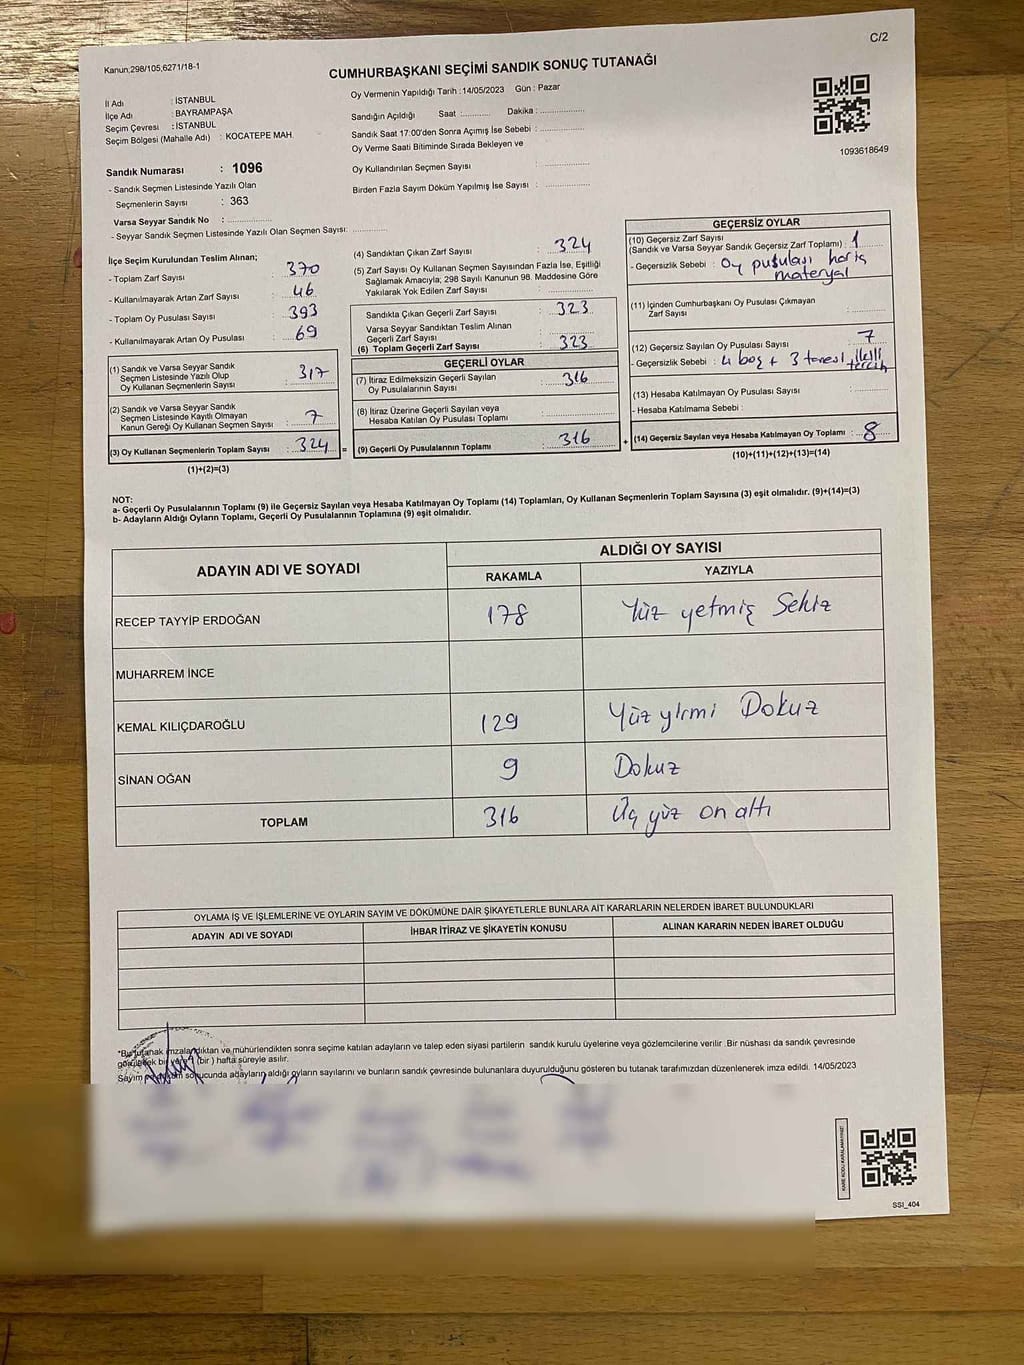 C/2
Kanun,298/105,6271/18-1
CUMHURBAŞKANI SEÇİMİ SANDIK SONUÇ TUTANAĞI
İl Adı : İSTANBUL
İlçe Adı : BAYRAMPAŞA
Seçim Çevresi : İSTANBUL
Seçim Bölgesi (Mahalle Adı) : KOCATEPE MAH.
Sandık Numarası : 1096
- Sandık Seçmen Listesinde Yazılı Olan
Seçmenlerin Sayısı : 363
Varsa Seyyar Sandık No : ................
- Seyyar Sandık Seçmen Listesinde Yazılı Olan Seçmen Sayısı: ............
Oy Vermenin Yapıldığı Tarih : 14/05/2023 Gün : Pazar
Sandığın Açıldığı Saat : ........... Dakika : ...............
Sandık Saat 17:00'den Sonra Açımış İse Sebebi : ...............
Oy Verme Saati Bitiminde Sırada Bekleyen ve
Oy Kullandırılan Seçmen Sayısı : ...............
Birden Fazla Sayım Döküm Yapılmış İse Sayısı : ...............
1093618649
İlçe Seçim Kurulundan Teslim Alınan;
- Toplam Zarf Sayısı : 370
- Kullanılmayarak Artan Zarf Sayısı : 46
- Toplam Oy Pusulası Sayısı : 393
- Kullanılmayarak Artan Oy Pusulası : 69
(1) Sandık ve Varsa Seyyar Sandık
Seçmen Listesinde Yazılı Olup
Oy Kullanan Seçmenlerin Sayısı : 317
(2) Sandık ve Varsa Seyyar Sandık
Seçmen Listesinde Kayıtlı Olmayan
Kanun Gereği Oy Kullanan Seçmen Sayısı : 7
(3) Oy Kullanan Seçmenlerin Toplam Sayısı : 324 =
(1)+(2)=(3)
(4) Sandıktan Çıkan Zarf Sayısı : 324
(5) Zarf Sayısı Oy Kullanan Seçmen Sayısından Fazla İse, Eşitliği
Sağlamak Amacıyla; 298 Sayılı Kanunun 98. Maddesine Göre
Yakılarak Yok Edilen Zarf Sayısı : ...............
Sandıkta Çıkan Geçerli Zarf Sayısı : 323
Varsa Seyyar Sandıktan Teslim Alınan
Geçerli Zarf Sayısı : ...............
(6) Toplam Geçerli Zarf Sayısı : 323
GEÇERLİ OYLAR
(7) İtiraz Edilmeksizin Geçerli Sayılan
Oy Pusulalarının Sayısı : 316
(8) İtiraz Üzerine Geçerli Sayılan veya
Hesaba Katılan Oy Pusulası Toplamı : ...............
(9) Geçerli Oy Pusulalarının Toplamı : 316 +
GEÇERSİZ OYLAR
(10) Geçersiz Zarf Sayısı
(Sandık ve Varsa Seyyar Sandık Geçersiz Zarf Toplamı) : 1
- Geçersizlik Sebebi : Oy pusulası hariç
materyal
(11) İçinden Cumhurbaşkanı Oy Pusulası Çıkmayan
Zarf Sayısı : ...............
(12) Geçersiz Sayılan Oy Pusulası Sayısı : 7
- Geçersizlik Sebebi : 4 boş + 3 tanesi
tercih
(13) Hesaba Katılmayan Oy Pusulası Sayısı : ...............
- Hesaba Katılmama Sebebi :
(14) Geçersiz Sayılan veya Hesaba Katılmayan Oy Toplamı : 8
(10)+(11)+(12)+(13)=(14)
NOT:
a- Geçerli Oy Pusulalarının Toplamı (9) ile Geçersiz Sayılan veya Hesaba Katılmayan Oy Toplamı (14) Toplamları, Oy Kullanan Seçmenlerin Toplam Sayısına (3) eşit olmalıdır. (9)+(14)=(3)
b- Adayların Aldığı Oyların Toplamı, Geçerli Oy Pusulalarının Toplamına (9) eşit olmalıdır.
ADAYIN ADI VE SOYADI
ALDIĞI OY SAYISI
RAKAMLA YAZIYLA
RECEP TAYYİP ERDOĞAN 178 Yüz yetmiş Sekiz
MUHARREM İNCE
KEMAL KILIÇDAROĞLU 129 Yüz yirmi Dokuz
SİNAN OĞAN 9 Dokuz
TOPLAM 316 Üç yüz on altı
OYLAMA İŞ VE İŞLEMLERİNE VE OYLARIN SAYIM VE DÖKÜMÜNE DAİR ŞİKAYETLERLE BUNLARA AİT KARARLARIN NELERDEN İBARET BULUNDUKLARI
ADAYIN ADI VE SOYADI İHBAR İTİRAZ VE ŞİKAYETİN KONUSU ALINAN KARARIN NEDEN İBARET OLDUĞU
*Bu tutanak imzalandıktan ve mühürlendikten sonra seçime katılan adayların ve talep eden siyasi partilerin sandık kurulu üyelerine veya gözlemcilerine verilir .Bir nüshası da sandık çevresinde
görülecek bir yere (bir ) hafta süreyle asılır.
Sayım ve döküm sonucunda adayların aldığı oyların sayılarını ve bunların sandık çevresinde bulunanlara duyurulduğunu gösteren bu tutanak tarafımızdan düzenlenerek imza edildi. 14/05/2023
KARE KODU KARALAMAYINIZ!
SSI_404